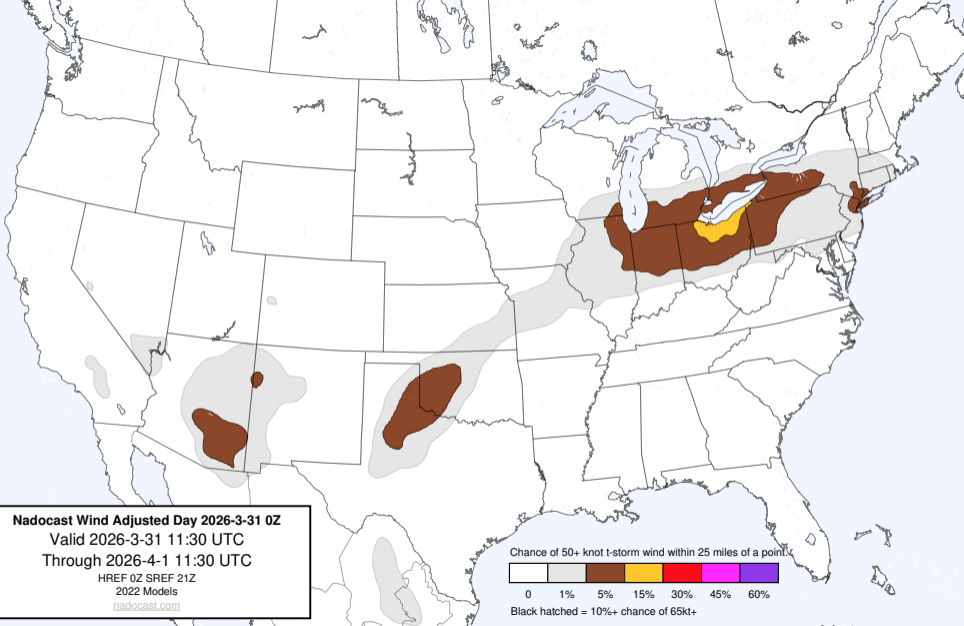 Nadocast Wind Adjusted Day 2026-3-31 0Z
Valid 2026-3-31 11:30 UTC
Through 2026-4-1 11:30 UTC
HREF 0Z SREF 21Z
2022 Models
nadocast.com
Chance of 50+ knot t-storm wind within 25 miles of a point.
0 1% 5% 15% 30% 45% 60%
Black hatched = 10%+ chance of 65kt+